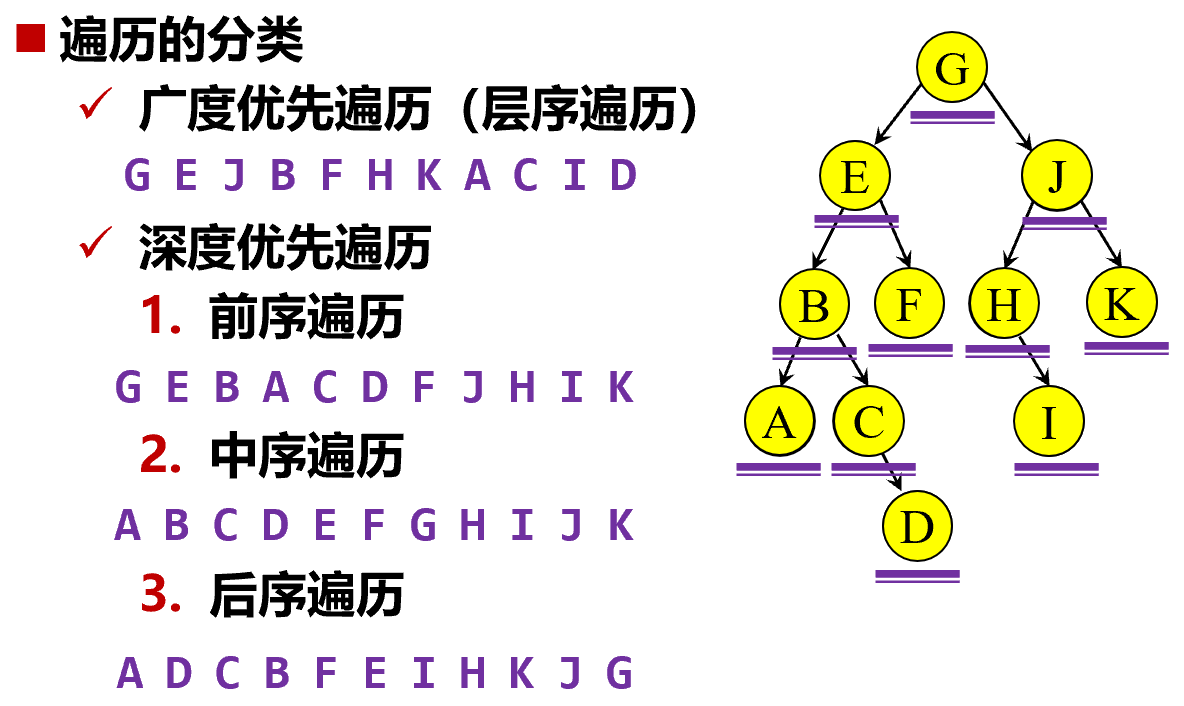 遍历的分类
广度优先遍历（层序遍历）
G E J B F H K A C I D
深度优先遍历
1. 前序遍历
G E B A C D F J H I K
2. 中序遍历
A B C D E F G H I J K
3. 后序遍历
A D C B F E I H K J G
G
E J
B F H K
A C I
D